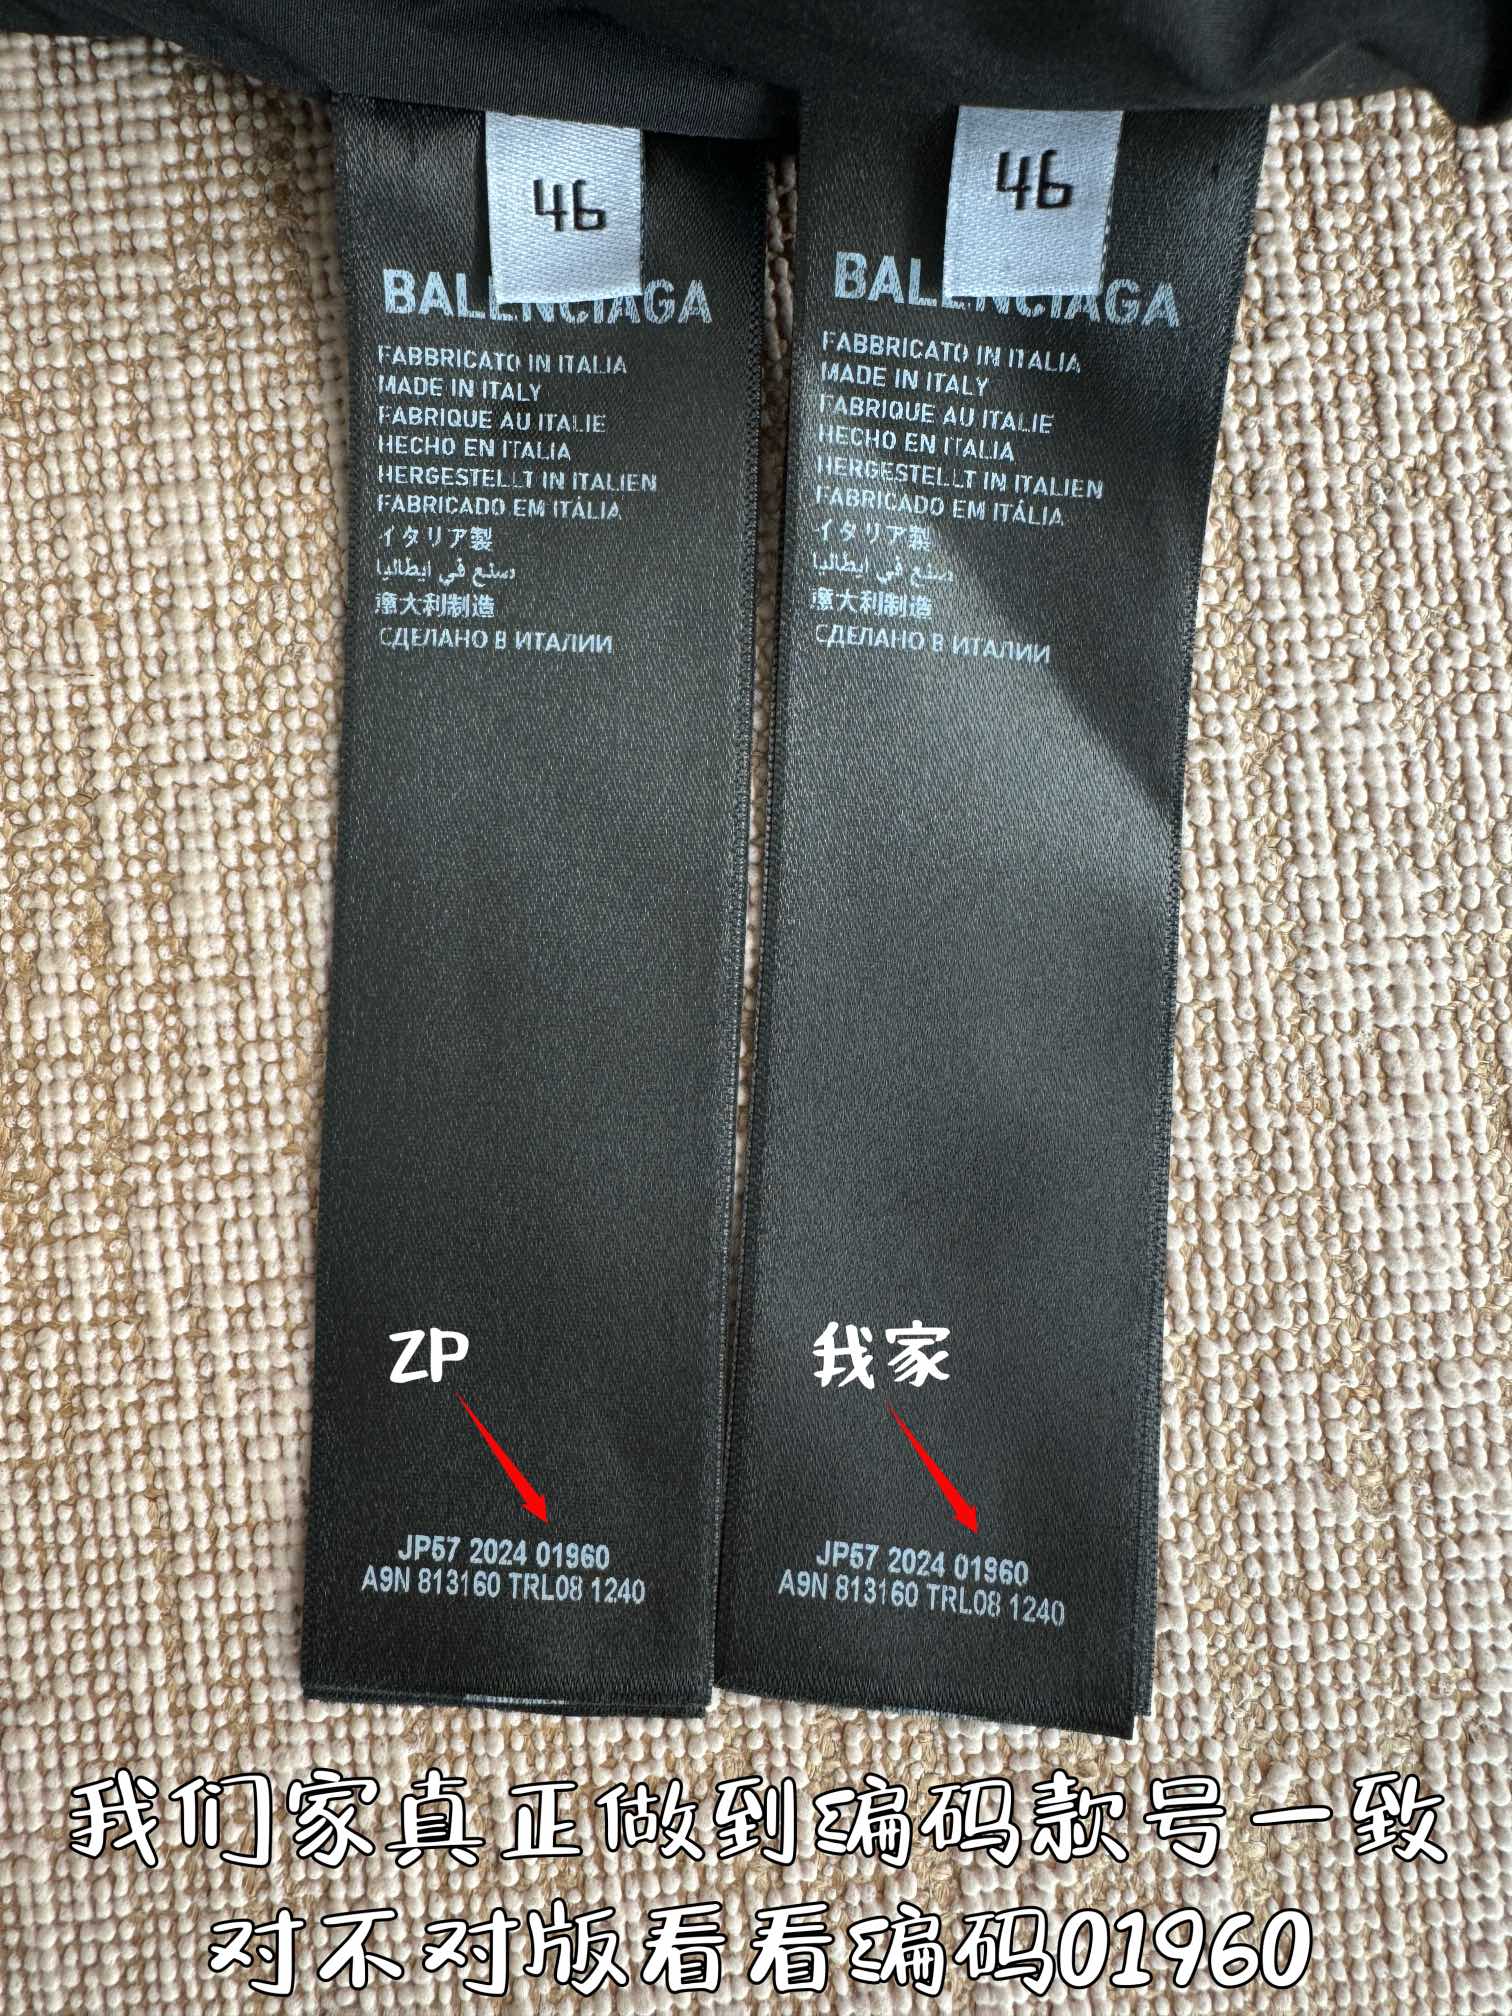 46
BALENCIAGA
FABBRICATO IN ITALIA
MADE IN ITALY
FABRIQUE AU ITALIE
HECHO EN ITALIA
HERGESTELLT IN ITALIEN
FABRICADO EM ITÁLIA
イタリア製
صنع في ايطاليا
意大利制造
СДЕЛАНО В ИТАЛИИ
ZP
JP57 2024 01960
A9N 813160 TRL08 1240
46
BALENCIAGA
FABBRICATO IN ITALIA
MADE IN ITALY
FABRIQUE AU ITALIE
HECHO EN ITALIA
HERGESTELLT IN ITALIEN
FABRICADO EM ITÁLIA
イタリア製
صنع في ايطاليا
意大利制造
СДЕЛАНО В ИТАЛИИ
我家
JP57 2024 01960
A9N 813160 TRL08 1240
我们家真正做到编码款号一致
对不对版看看编码01960